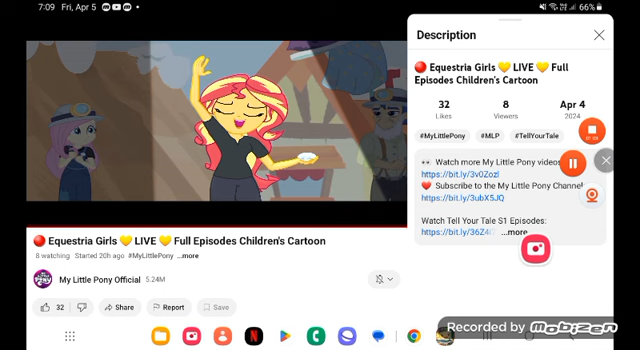 7:09 Fri, Apr 5
66%
Description
🔴 Equestria Girls 💛 LIVE 💛 Full
Episodes Children's Cartoon
32
8
Apr 4
Likes
Viewers
2024
#MyLittlePony
#MLP
#TellYourTale
👀 Watch more My Little Pony videos
https://bit.ly/3v0Zozl
❤️ Subscribe to the My Little Pony Channel
https://bit.ly/3ubX5JQ
Watch Tell Your Tale S1 Episodes:
https://bit.ly/36Z4i ...more
🔴 Equestria Girls 💛 LIVE 💛 Full Episodes Children's Cartoon
8 watching Started 20h ago #MyLittlePony ...more
My Little Pony Official 5.24M
32
Share
Report
Save
Recorded by Mobizen